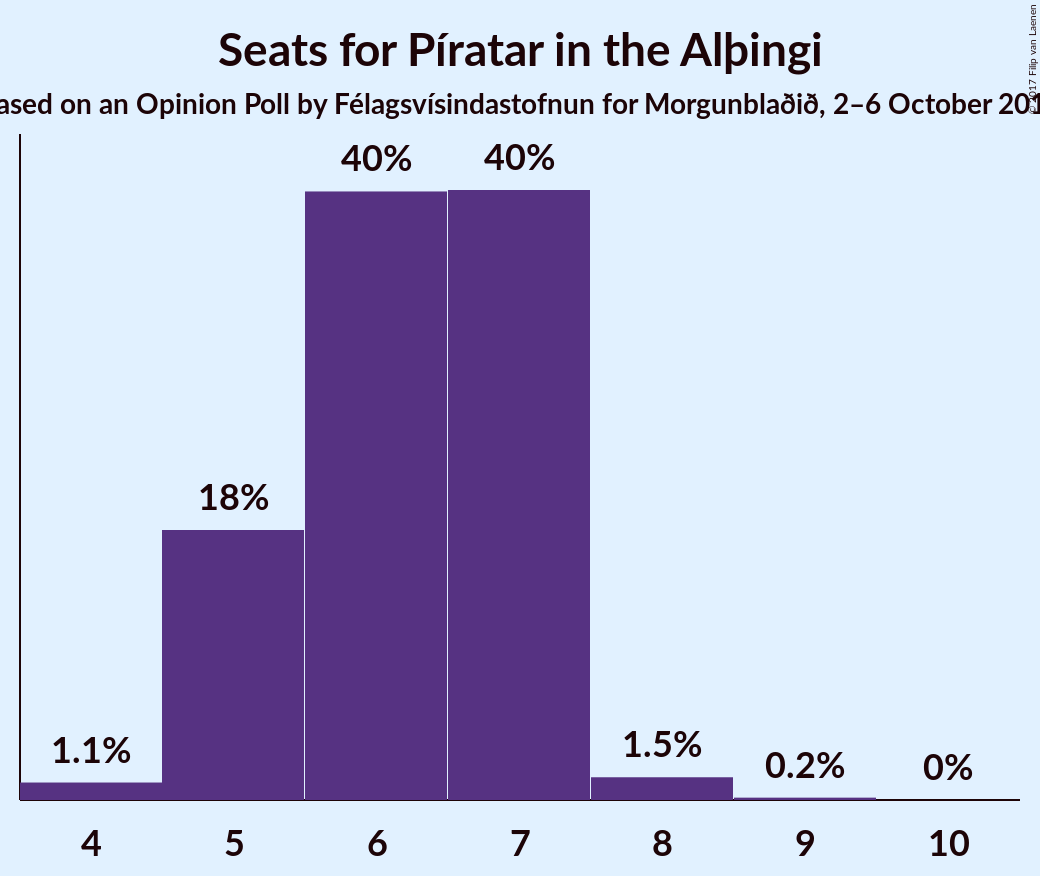 Seats for Píratar in the Alþingi
ased on an Opinion Poll by Félagsvísindastofnun for Morgunblaðið, 2–6 October 201
© 2017 Filip van Laenen
40% 40%
18%
1.1% 1.5% 0.2% 0%
4 5 6 7 8 9 10